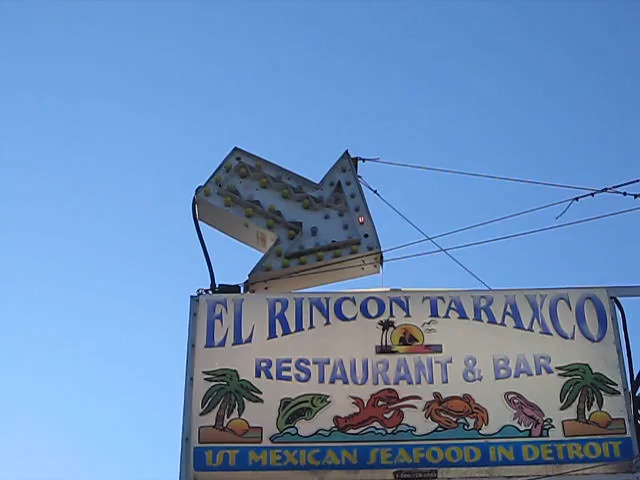 EL RINCON TARAXCO
RESTAURANT & BAR
1ST MEXICAN SEAFOOD IN DETROIT